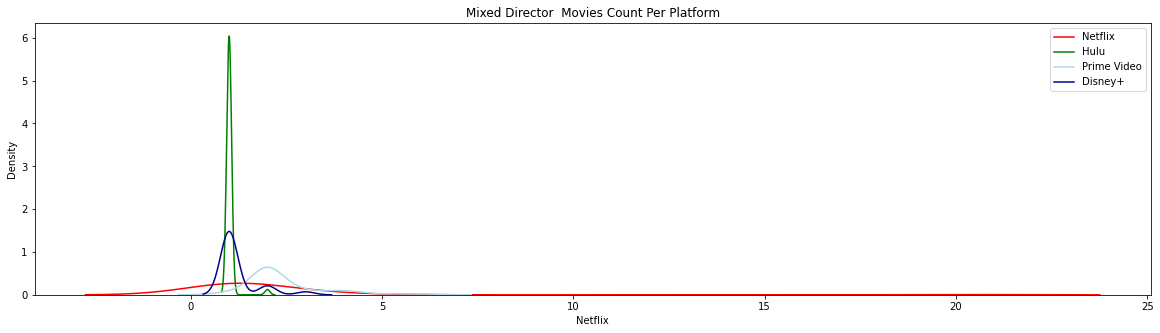 Mixed Director  Movies Count Per Platform
Netflix
Hulu
Prime Video
Disney+
Density
6
5
4
3
2
1
0
0 5 10 15 20 25
Netflix